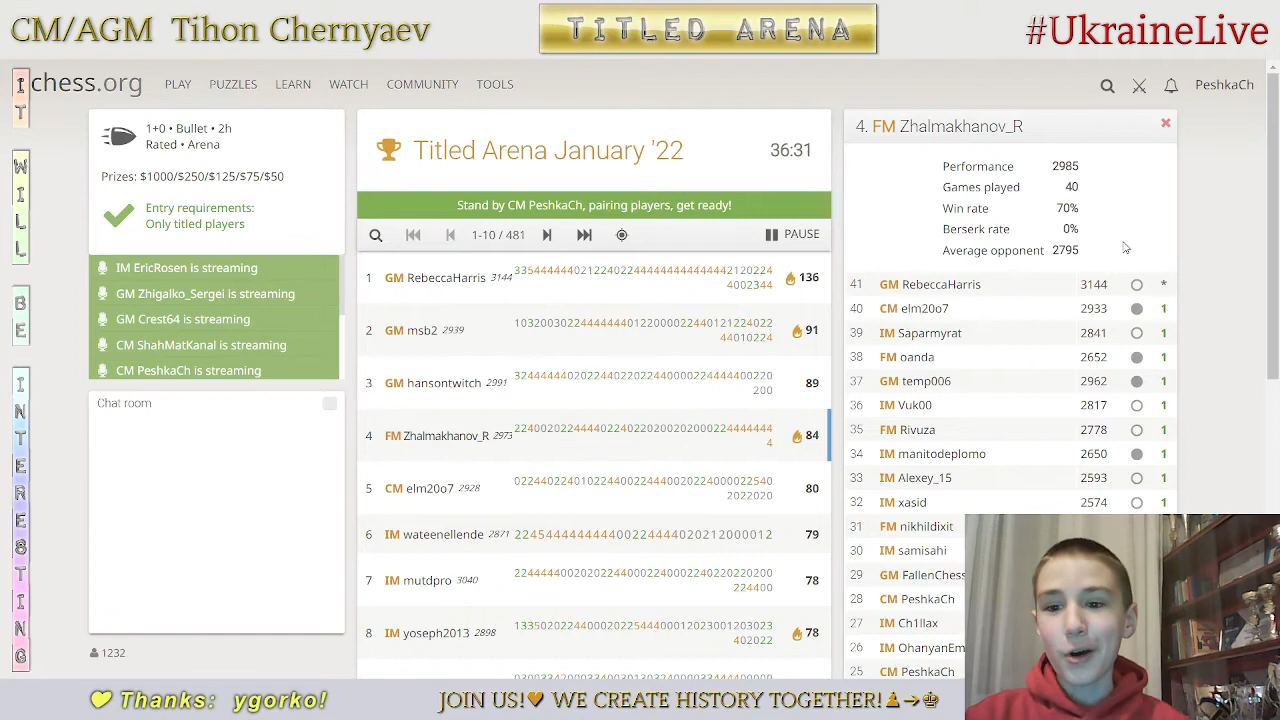 CM/AGM Tihon Chernyaev
TITLED ARENA
#UkraineLive
IT WILL BE INTERE8TING
ichess.org
PLAY PUZZLES LEARN WATCH COMMUNITY TOOLS
PeshkaCh
1+0 • Bullet • 2h
Rated • Arena
Prizes: $1000/$250/$125/$75/$50
Entry requirements:
Only titled players
IM EricRosen is streaming
GM Zhigalko_Sergei is streaming
GM Crest64 is streaming
CM ShahMatKanal is streaming
CM PeshkaCh is streaming
Chat room
1232
Titled Arena January '22 36:31
Stand by CM PeshkaCh, pairing players, get ready!
1-10 / 481 PAUSE
1 GM RebeccaHarris 3144 136
2 GM msb2 2939 91
3 GM hansontwitch 2991 89
4 FM Zhalmakhanov_R 2973 84
5 CM elm20o7 2928 80
6 IM wateenellende 2871 79
7 IM mutdpro 3040 78
8 IM yoseph2013 2898 78
4. FM Zhalmakhanov_R
Performance 2985
Games played 40
Win rate 70%
Berserk rate 0%
Average opponent 2795
41 GM RebeccaHarris 3144 *
40 CM elm20o7 2933 1
39 IM Saparmyrat 2841 1
38 FM oanda 2652 1
37 GM temp006 2962 1
36 IM Vuk00 2817 1
35 FM Rivuza 2778 1
34 IM manitodeplomo 2650 1
33 IM Alexey_15 2593 1
32 IM xasid 2574 1
31 FM nikhildixit
30 IM samisahi
29 GM FallenChess
28 CM PeshkaCh
27 IM Ch1llax
26 IM OhanyanEm
25 CM PeshkaCh
Thanks: ygorko!
JOIN US!🧡 WE CREATE HISTORY TOGETHER!♟→♚